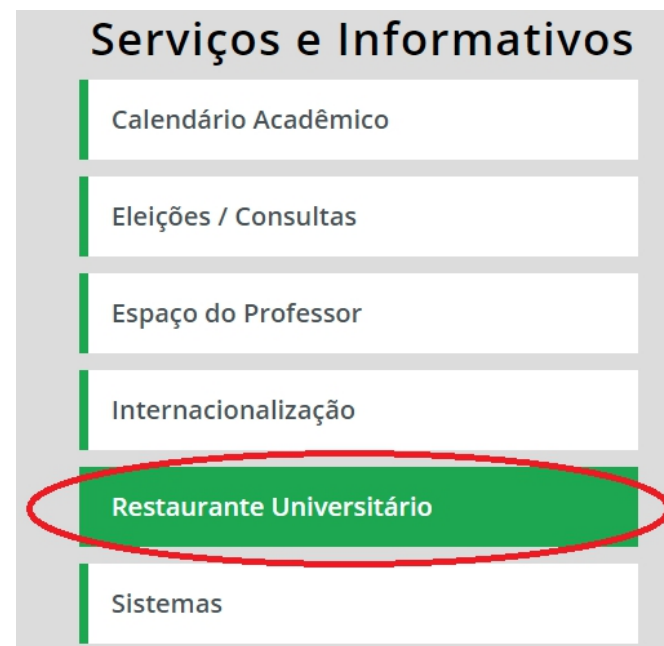 Serviços e Informativos
Calendário Acadêmico
Eleições / Consultas
Espaço do Professor
Internacionalização
Restaurante Universitário
Sistemas